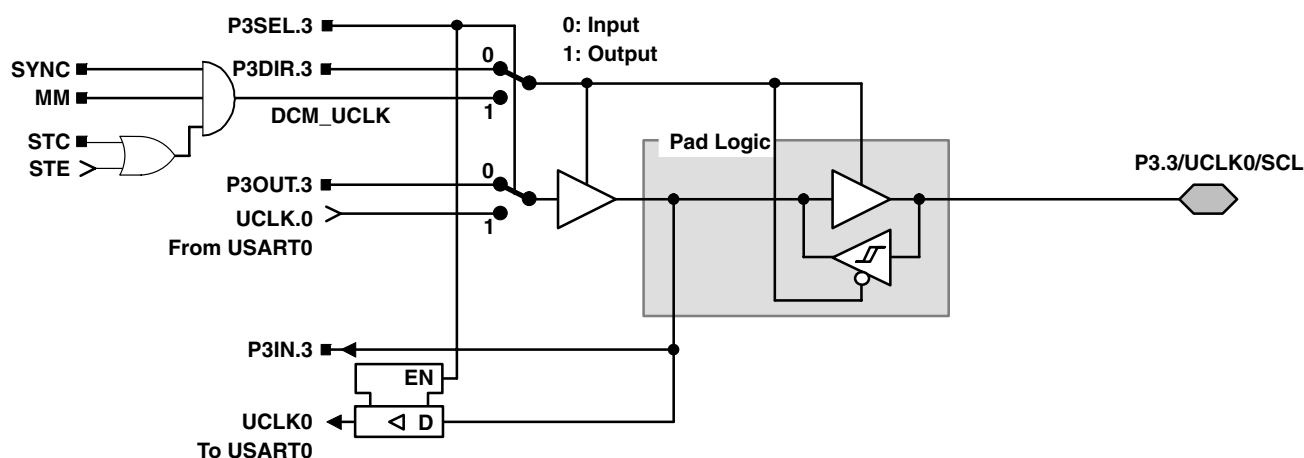 P3SEL.3
0: Input
1: Output
0
SYNC
P3DIR.3
MM
DCM_UCLK
1
STC
Pad Logic
STE
0
P3.3/UCLK0/SCL
P3OUT.3
UCLK.0
1
From USART0
P3IN.3
EN
UCLK0
D
To USART0